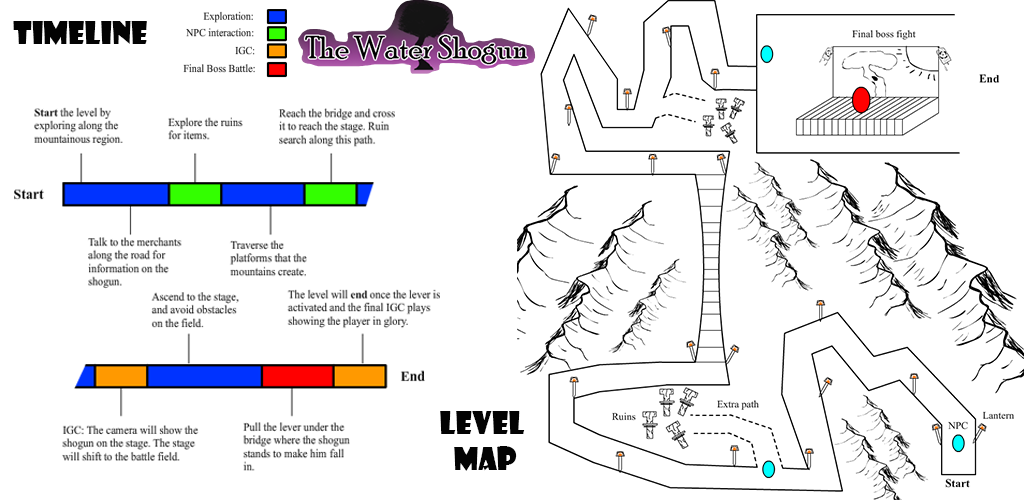 TIMELINE
Exploration:
NPC interaction:
IGC:
Final Boss Battle:
The Water Shogun
Start the level by
exploring along the
mountainous region.
Explore the ruins
for items.
Reach the bridge and cross
it to reach the stage. Ruin
search along this path.
Start
Talk to the merchants
along the road for
information on the
shogun.
Traverse the
platforms that the
mountains create.
Ascend to the stage,
and avoid obstacles
on the field.
The level will end once the lever is
activated and the final IGC plays
showing the player in glory.
End
IGC: The camera will show the
shogun on the stage. The stage
will shift to the battle field.
Pull the lever under the
bridge where the shogun
stands to make him fall
in.
LEVEL
MAP
Final boss fight
End
Ruins
Extra path
Lantern
NPC
Start